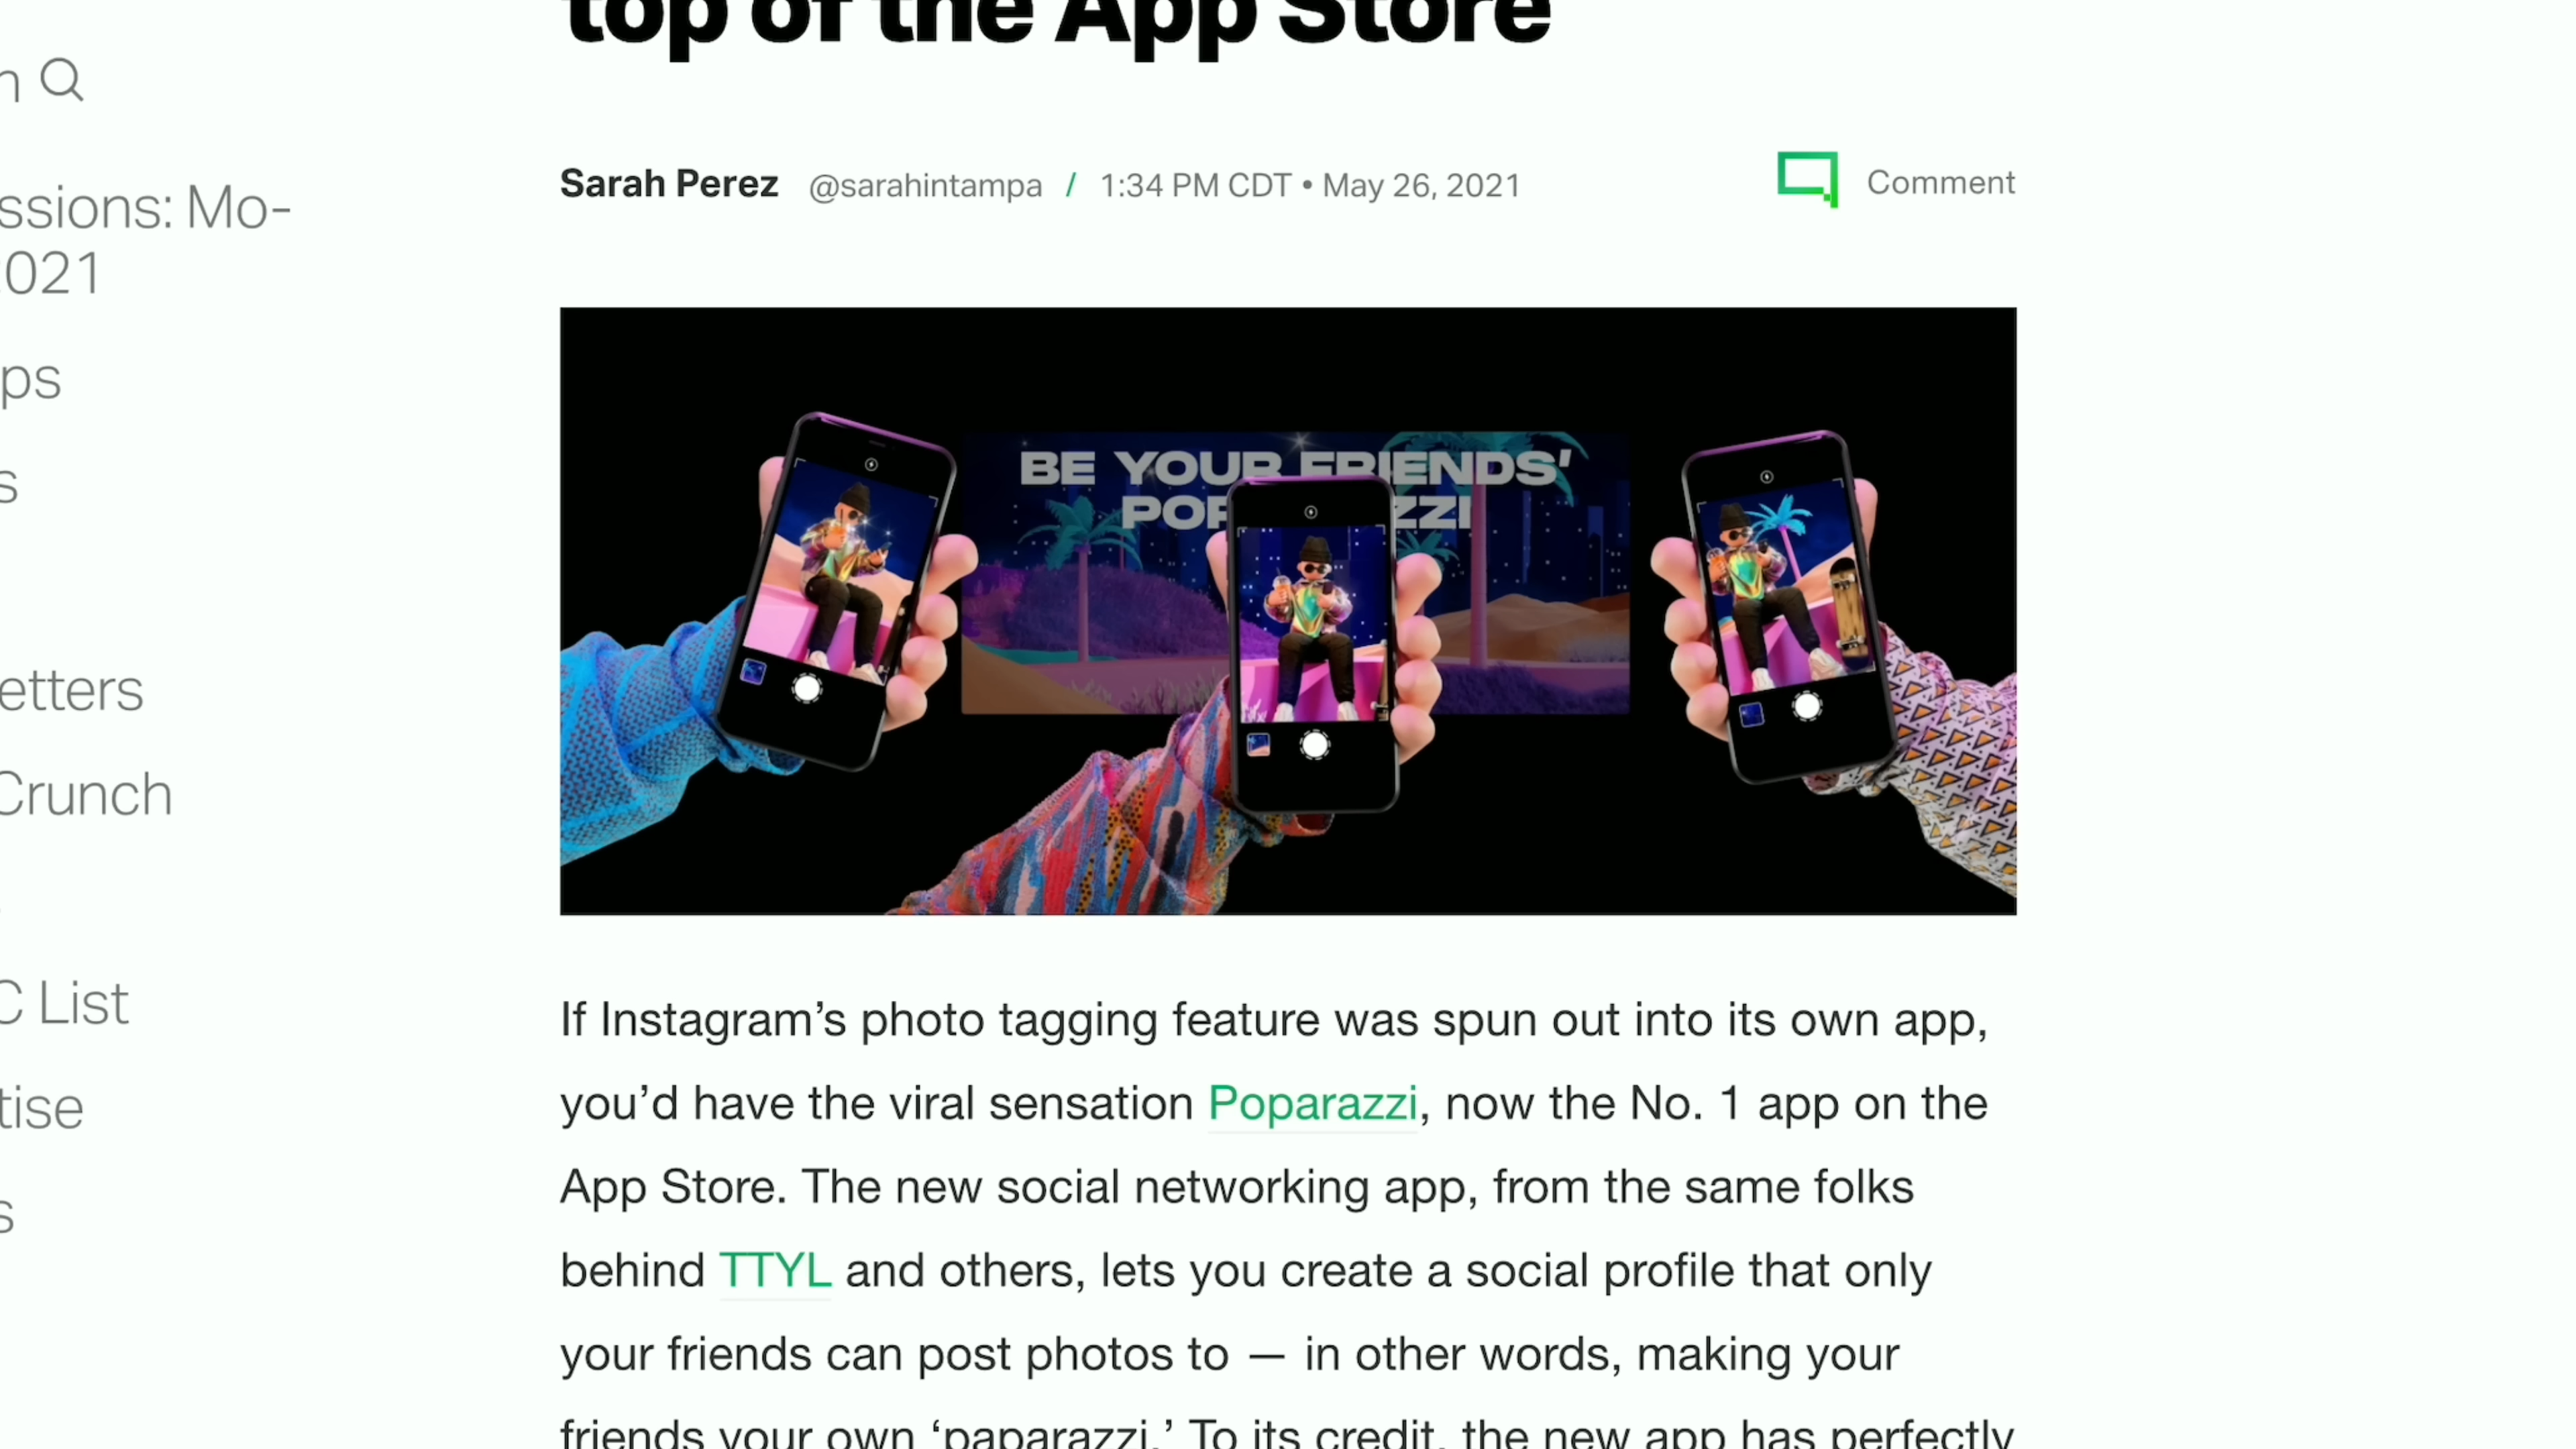 top of the App Store
Sarah Perez @sarahintampa / 1:34 PM CDT • May 26, 2021
Comment
ssions: Mo-
2021
ps
s
etters
Crunch
C List
tise
s
BE YOUR FRIENDS'
POP ZZI
If Instagram’s photo tagging feature was spun out into its own app,
you’d have the viral sensation Poparazzi, now the No. 1 app on the
App Store. The new social networking app, from the same folks
behind TTYL and others, lets you create a social profile that only
your friends can post photos to — in other words, making your
friends your own ‘paparazzi.’ To its credit, the new app has perfectly